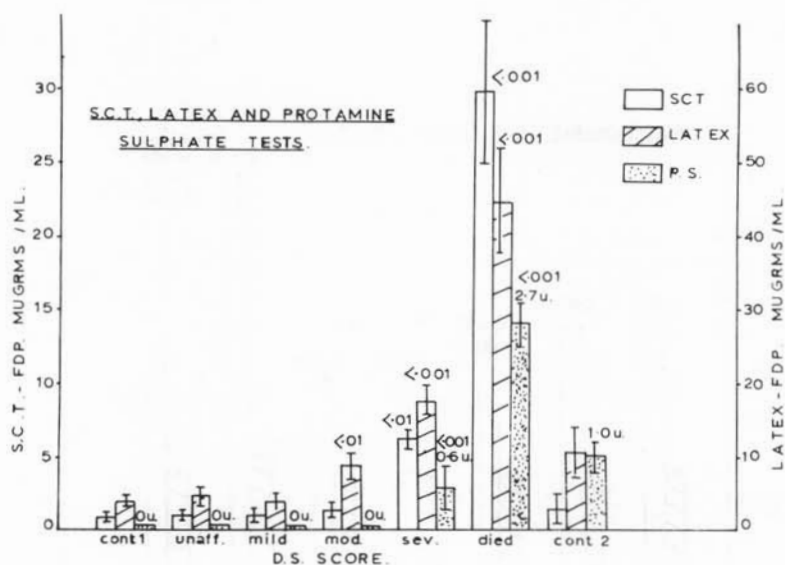 S.C.T., LATEX AND PROTAMINE
SULPHATE TESTS.
SCT
LATEX
P.S.
S.C.T. - FDP. MUGRMS /ML.
30
25
20
15
10
5
0
LATEX - FDP. MUGRMS /ML.
60
50
40
30
20
10
0
0u.
0u.
0u.
<.01
0u.
<.01
<.001
<.001
0.6u.
<.001
<.001
<.001
2.7u.
1.0u.
cont 1 unaff. mild mod. sev. died cont 2
D.S. SCORE.